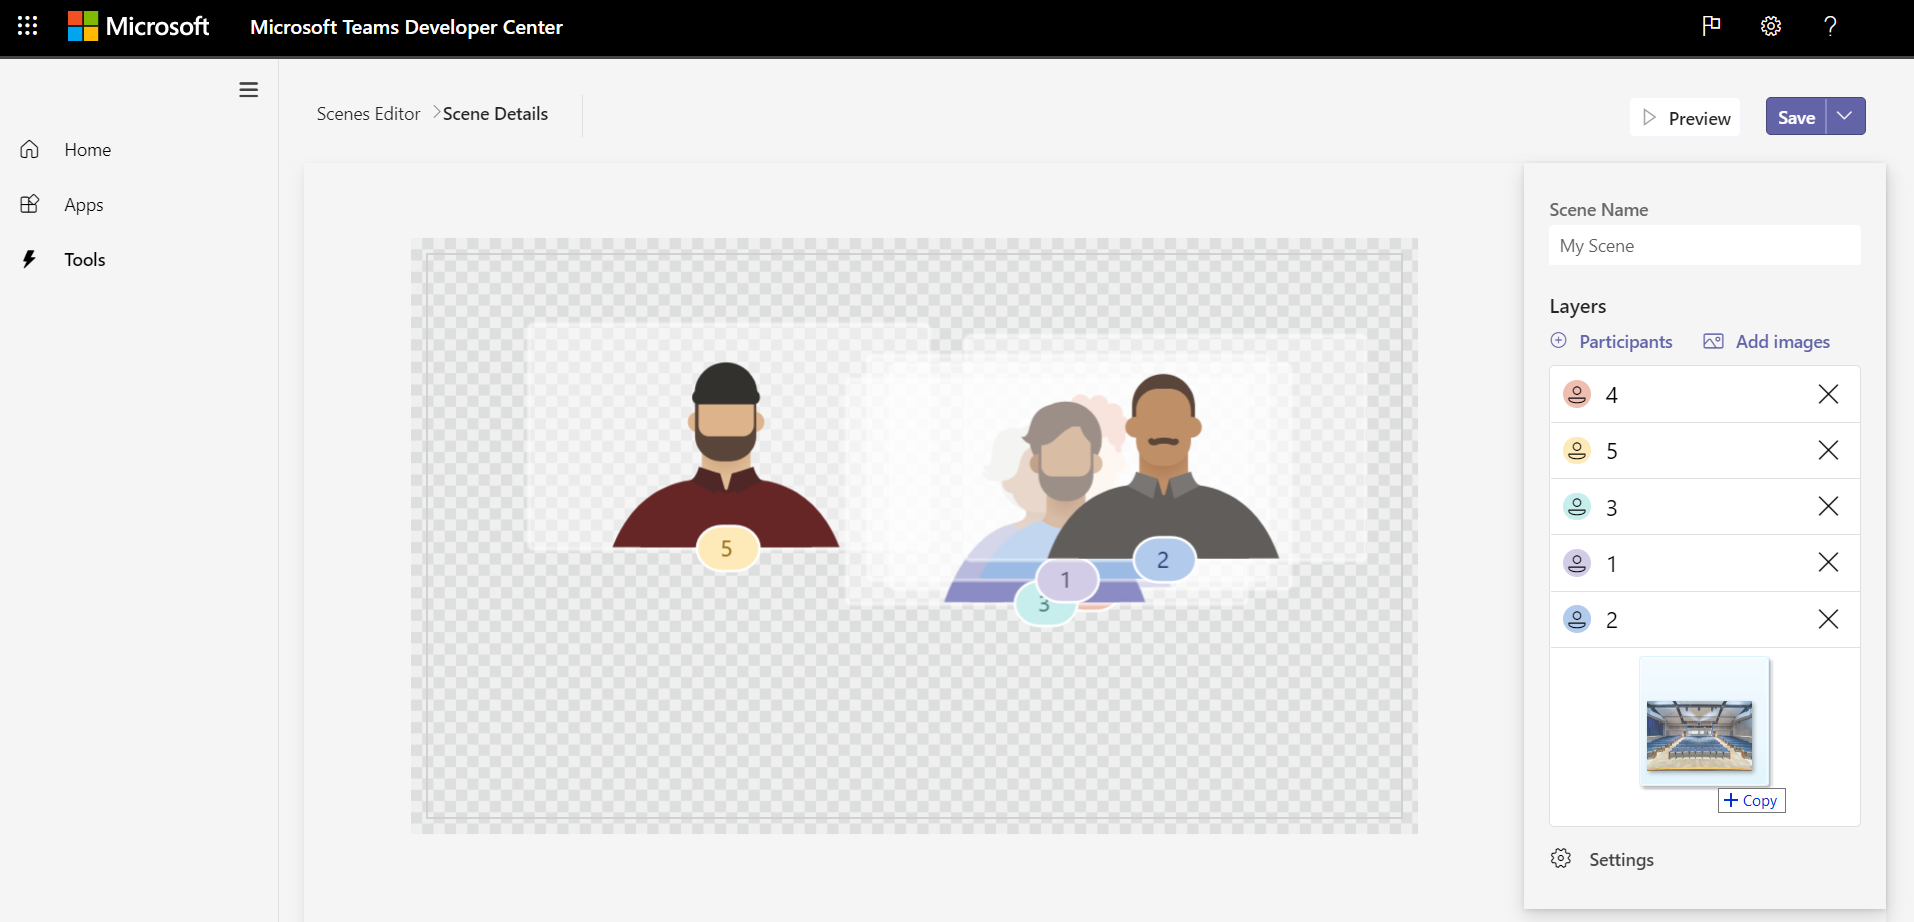 Microsoft
Microsoft Teams Developer Center
?
Home
Apps
Tools
Scenes Editor > Scene Details
Preview
Save
5
2
1
3
Scene Name
My Scene
Layers
Participants
Add images
4
5
3
1
2
+ Copy
Settings